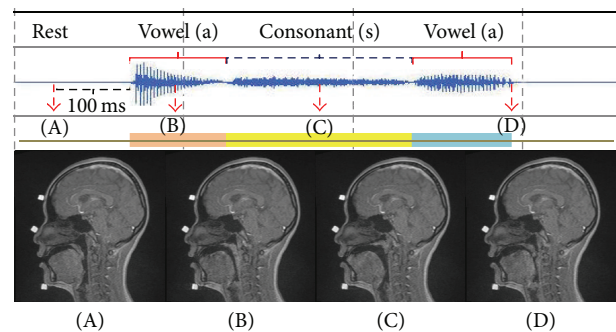 Rest Vowel (a) Consonant (s) Vowel (a)
100 ms
(A) (B) (C) (D)
(A) (B) (C) (D)